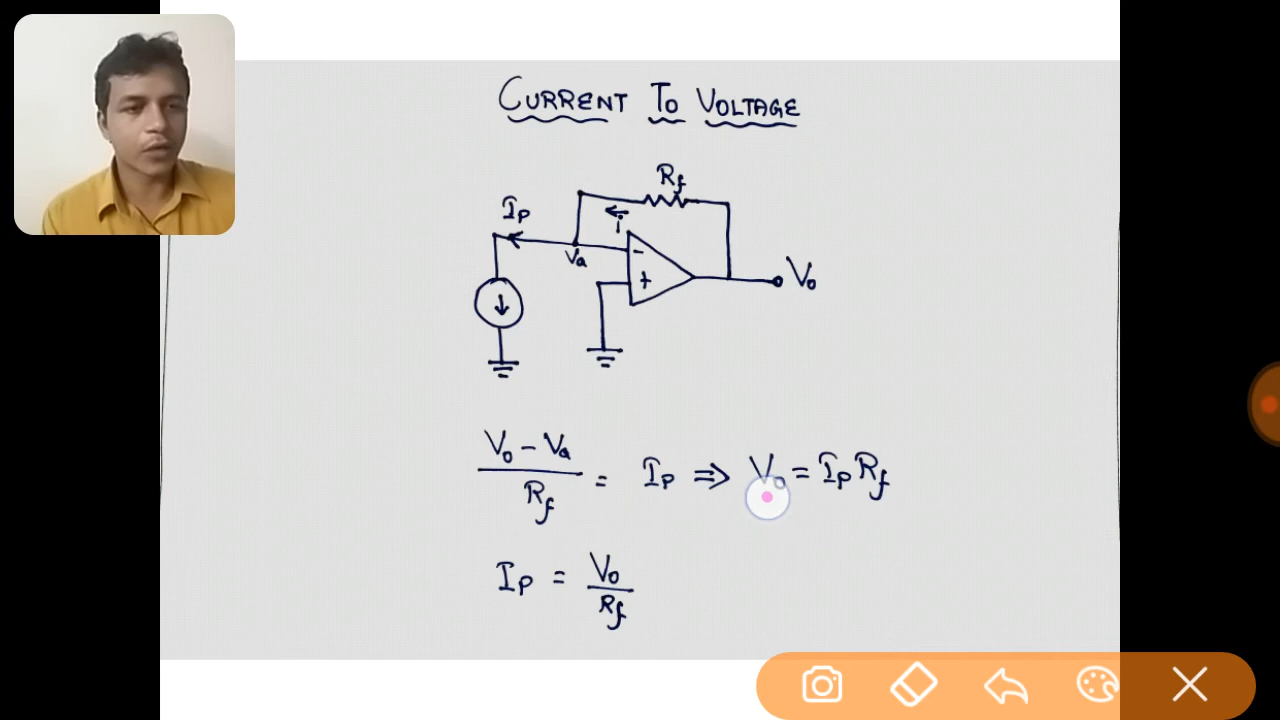 CURRENT TO VOLTAGE
Rf
Ip
i
Va
-
+
Vo
(Vo - Va)/Rf = Ip ⇒ Vo = Ip Rf
Ip = Vo/Rf